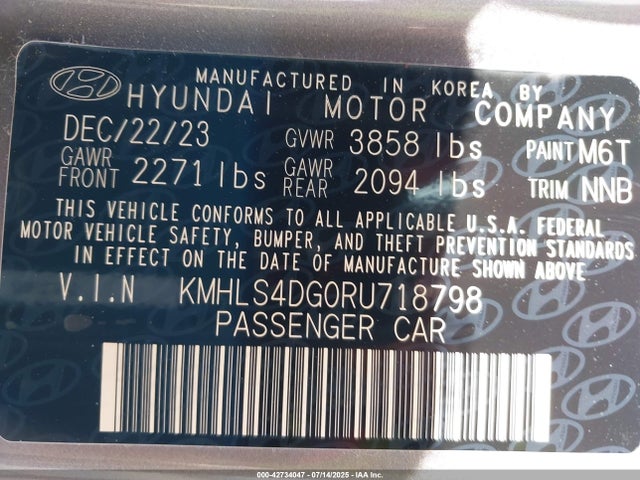 MANUFACTURED IN KOREA BY
HYUNDAI MOTOR COMPANY
DEC/22/23 GVWR 3858 lbs PAINT M6T
GAWR FRONT 2271 lbs GAWR REAR 2094 lbs TRIM NNB
THIS VEHICLE CONFORMS TO ALL APPLICABLE U.S.A. FEDERAL
MOTOR VEHICLE SAFETY, BUMPER, AND THEFT PREVENTION STANDARDS
IN EFFECT ON THE DATE OF MANUFACTURE SHOWN ABOVE
V.I.N KMHLS4DG0RU718798
PASSENGER CAR
000-42734047 - 07/14/2025 - IAA Inc.